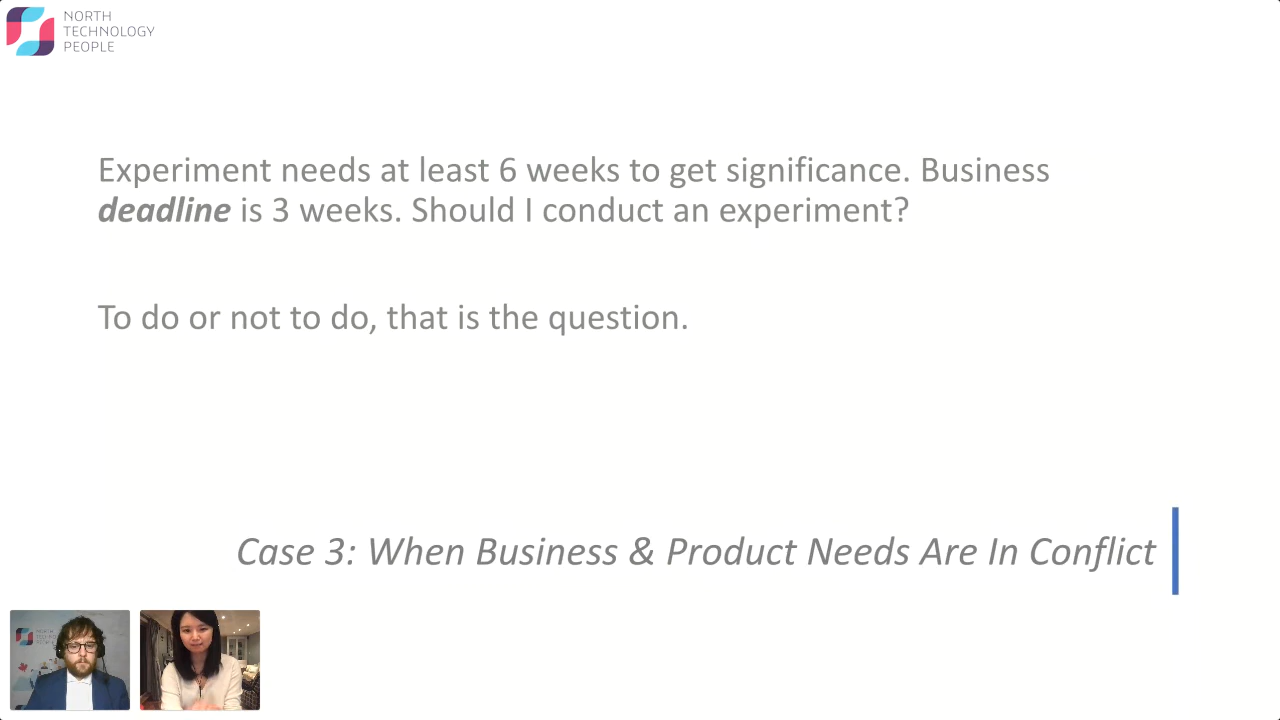 NORTH
TECHNOLOGY
PEOPLE
Experiment needs at least 6 weeks to get significance. Business
deadline is 3 weeks. Should I conduct an experiment?
To do or not to do, that is the question.
Case 3: When Business & Product Needs Are In Conflict
NORTH